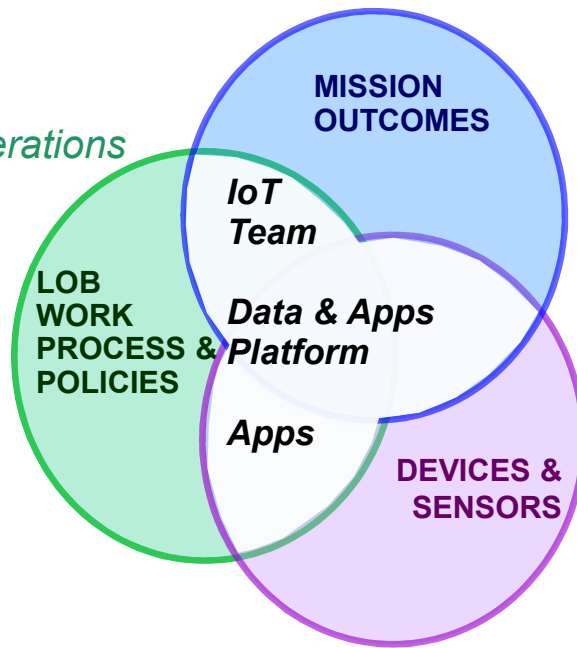 MISSION
OUTCOMES
erations
IoT
Team
LOB
WORK
PROCESS &
POLICIES
Data & Apps
Platform
Apps
DEVICES &
SENSORS